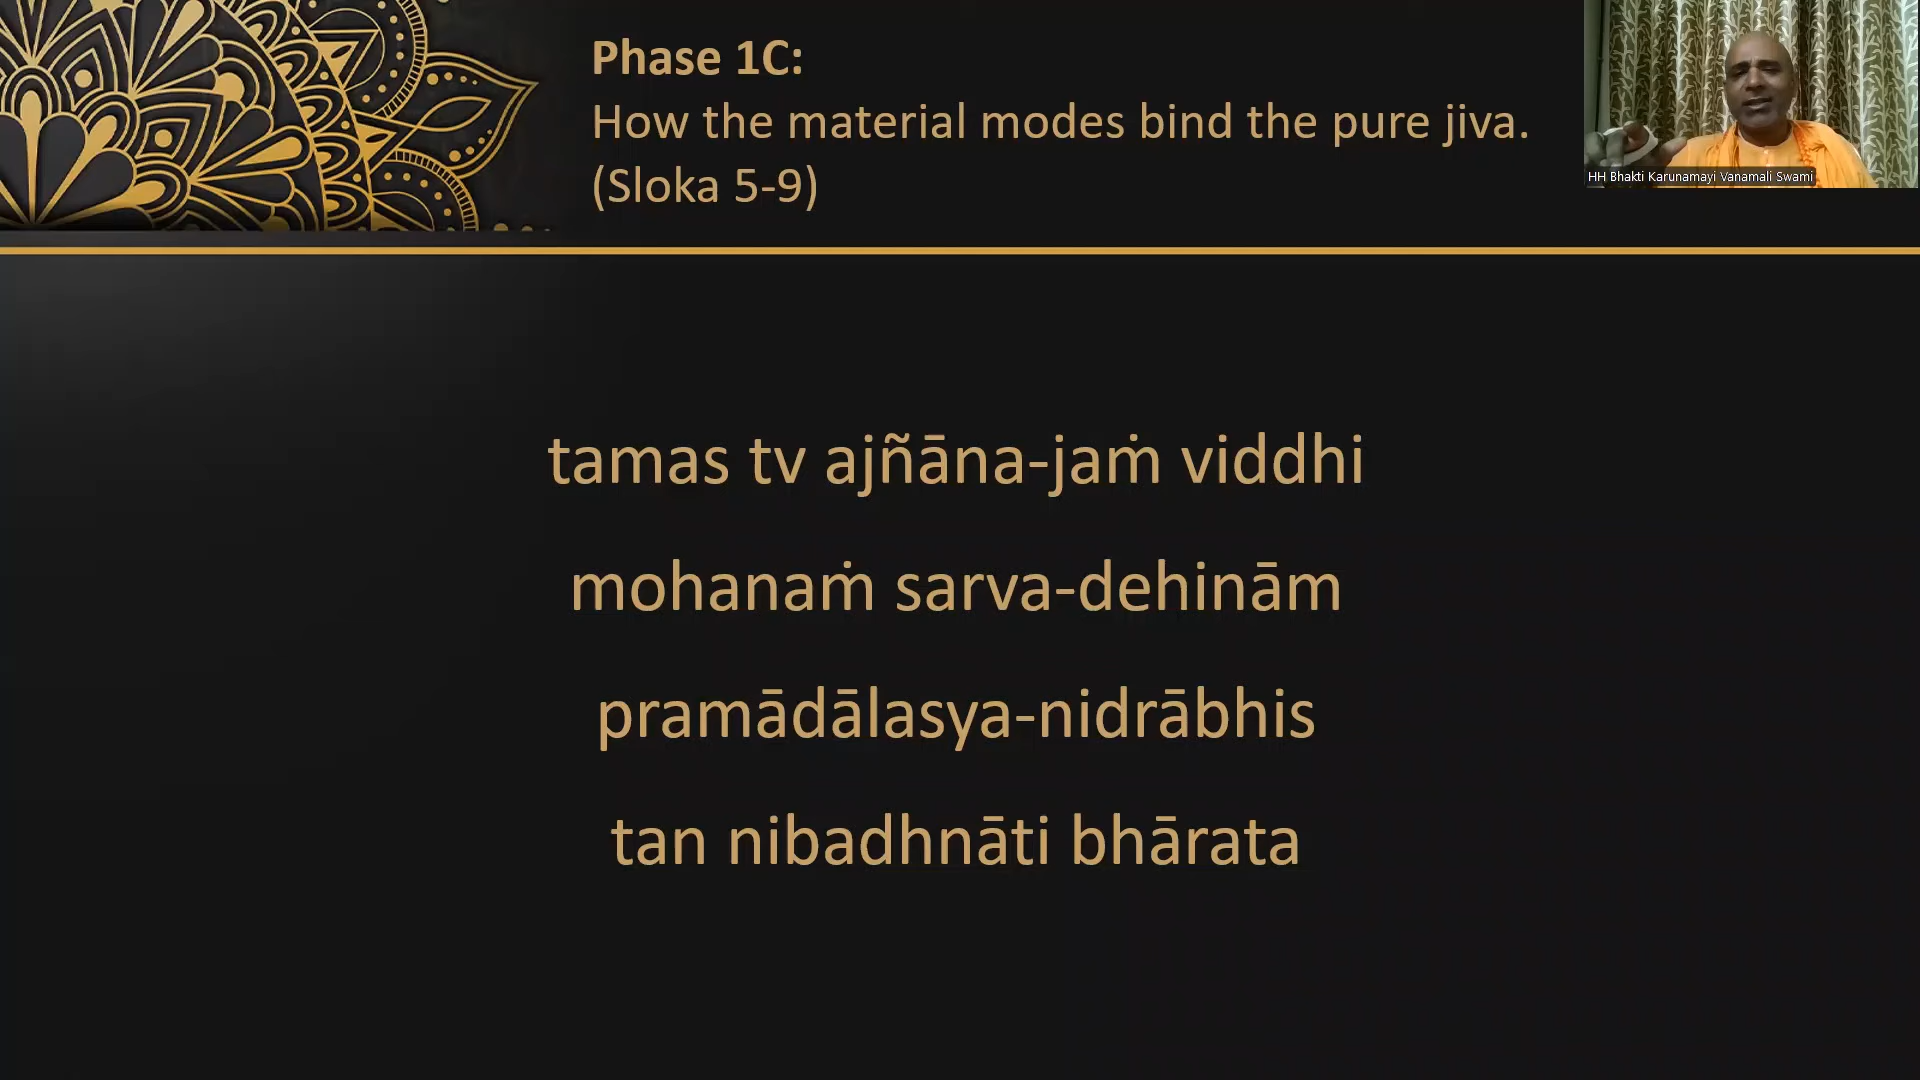 Phase 1C:
How the material modes bind the pure jiva.
(Sloka 5-9)
HH Bhakti Karunamayi Vanamali Swami
tamas tv ajñāna-jaṁ viddhi
mohanaṁ sarva-dehinām
pramādālasya-nidrābhis
tan nibadhnāti bhārata